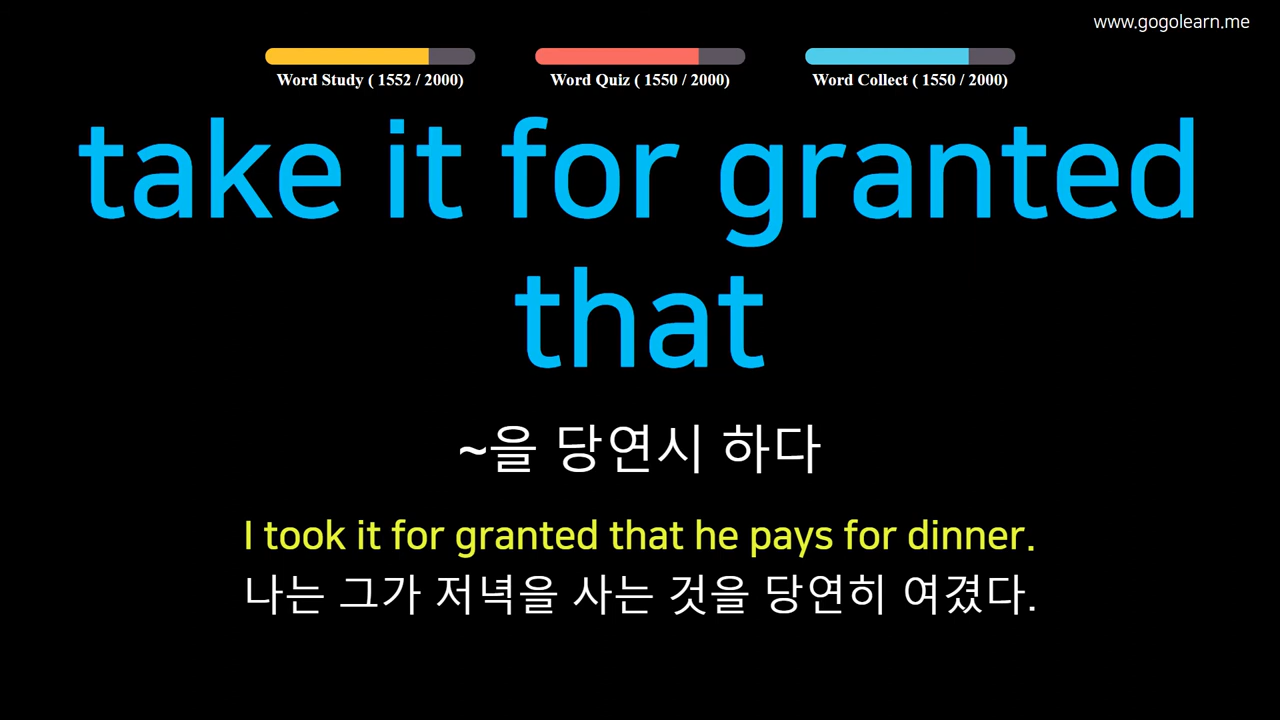 www.gogolearn.me
Word Study ( 1552 / 2000)
Word Quiz ( 1550 / 2000)
Word Collect ( 1550 / 2000)
take it for granted
that
~을 당연시 하다
I took it for granted that he pays for dinner.
나는 그가 저녁을 사는 것을 당연히 여겼다.